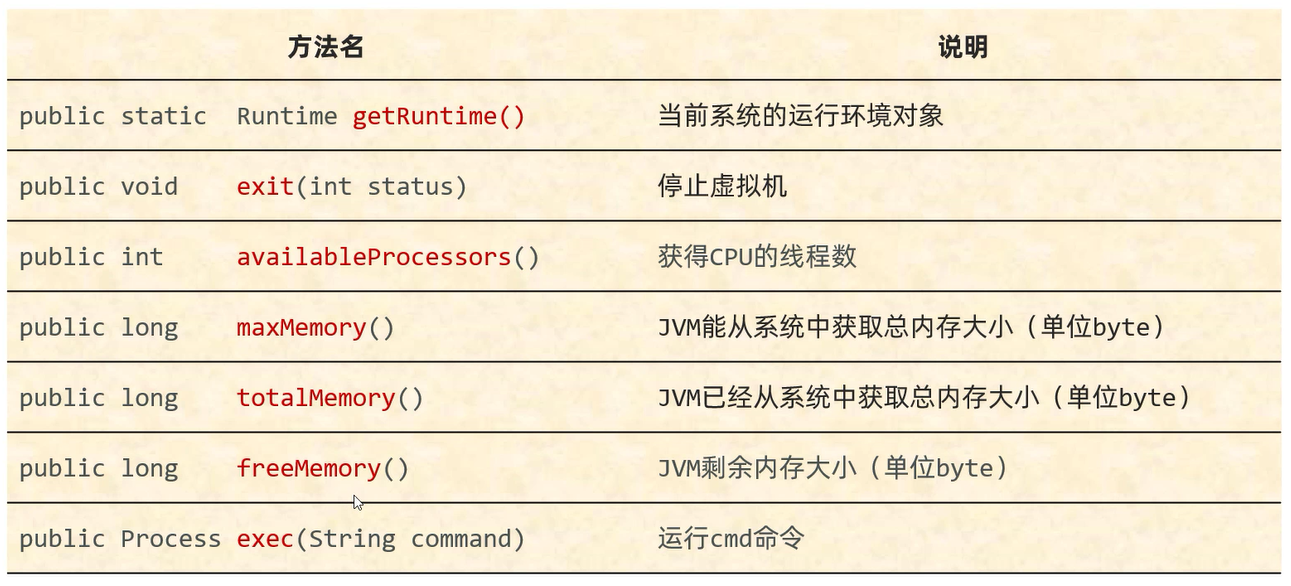 方法名 说明
public static Runtime getRuntime() 当前系统的运行环境对象
public void exit(int status) 停止虚拟机
public int availableProcessors() 获得CPU的线程数
public long maxMemory() JVM能从系统中获取总内存大小（单位byte）
public long totalMemory() JVM已经从系统中获取总内存大小（单位byte）
public long freeMemory() JVM剩余内存大小（单位byte）
public Process exec(String command) 运行cmd命令